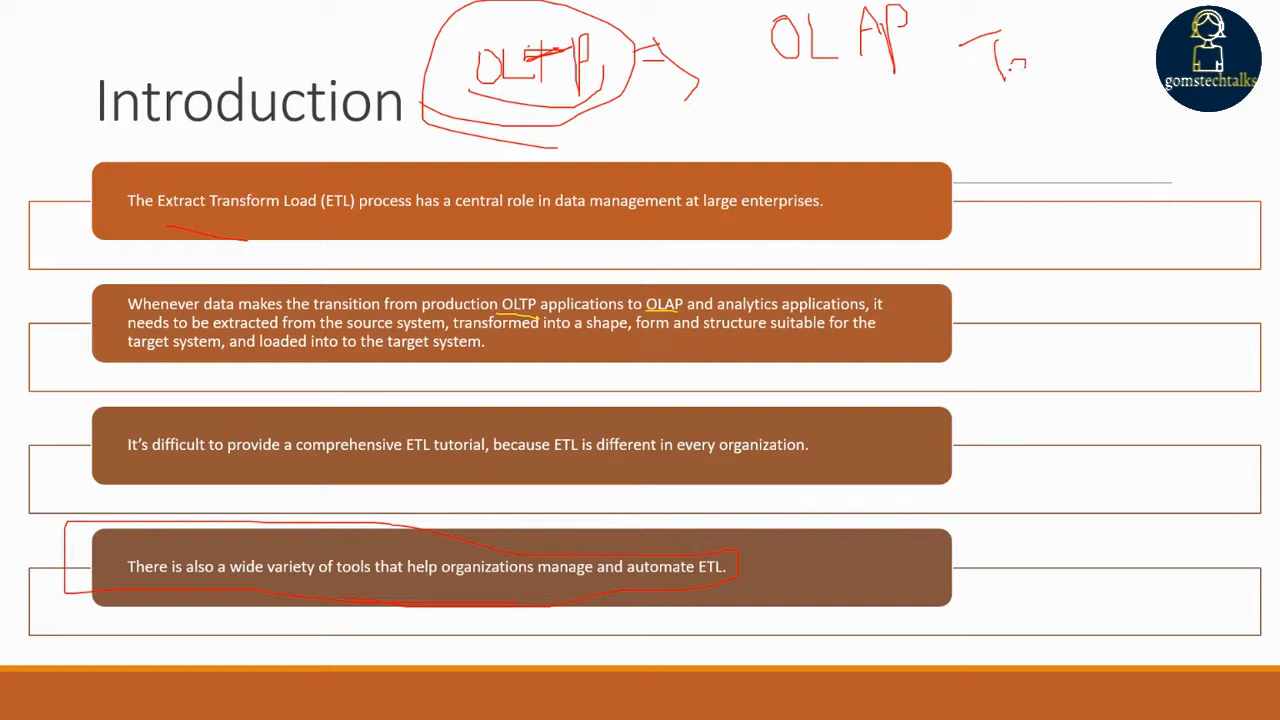 OLTP
OLAP
gomstechtalks
Introduction
The Extract Transform Load (ETL) process has a central role in data management at large enterprises.
Whenever data makes the transition from production OLTP applications to OLAP and analytics applications, it
needs to be extracted from the source system, transformed into a shape, form and structure suitable for the
target system, and loaded into to the target system.
It’s difficult to provide a comprehensive ETL tutorial, because ETL is different in every organization.
There is also a wide variety of tools that help organizations manage and automate ETL.